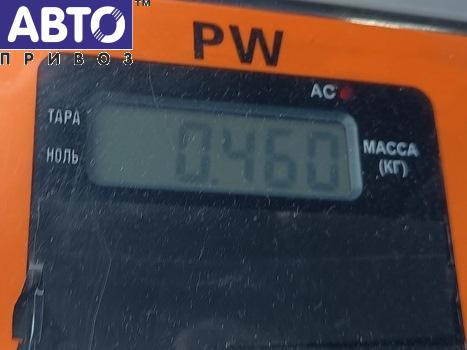 АВТО™
ПРИВОЗ
PW
AC
ТАРА
НОЛЬ
0.460
МАССА
(КГ)